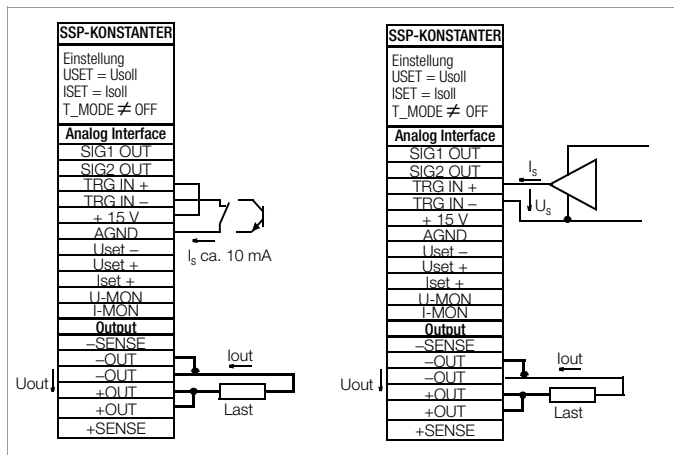 SSP-KONSTANTER
Einstellung
USET = Usoll
ISET = Isoll
T_MODE ≠ OFF
Analog Interface
SIG1 OUT
SIG2 OUT
TRG IN +
TRG IN –
+ 15 V
AGND
Uset –
Uset +
Iset +
U-MON
I-MON
Output
–SENSE
–OUT
–OUT
+OUT
+OUT
+SENSE
Is ca. 10 mA
Iout
Uout
Last
SSP-KONSTANTER
Einstellung
USET = Usoll
ISET = Isoll
T_MODE ≠ OFF
Analog Interface
SIG1 OUT
SIG2 OUT
TRG IN +
TRG IN –
+ 15 V
AGND
Uset –
Uset +
Iset +
U-MON
I-MON
Output
–SENSE
–OUT
–OUT
+OUT
+OUT
+SENSE
Is
Us
Iout
Uout
Last